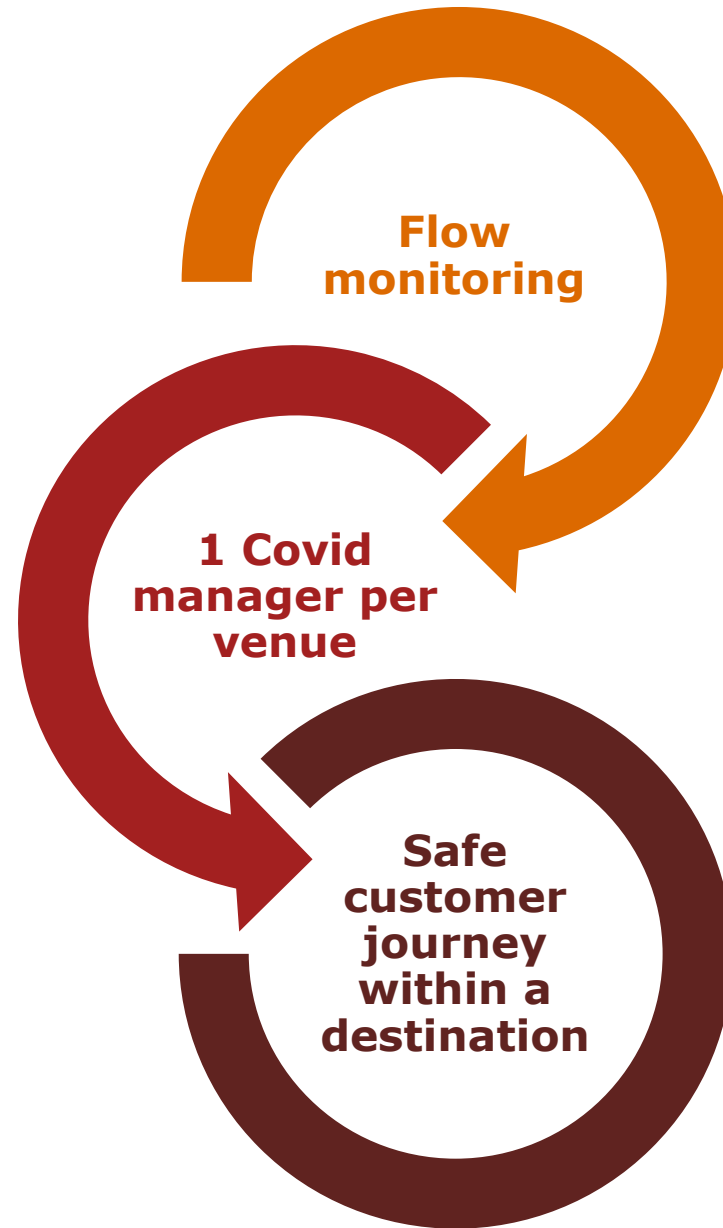 Flow
monitoring
1 Covid
manager per
venue
Safe
customer
journey
within a
destination